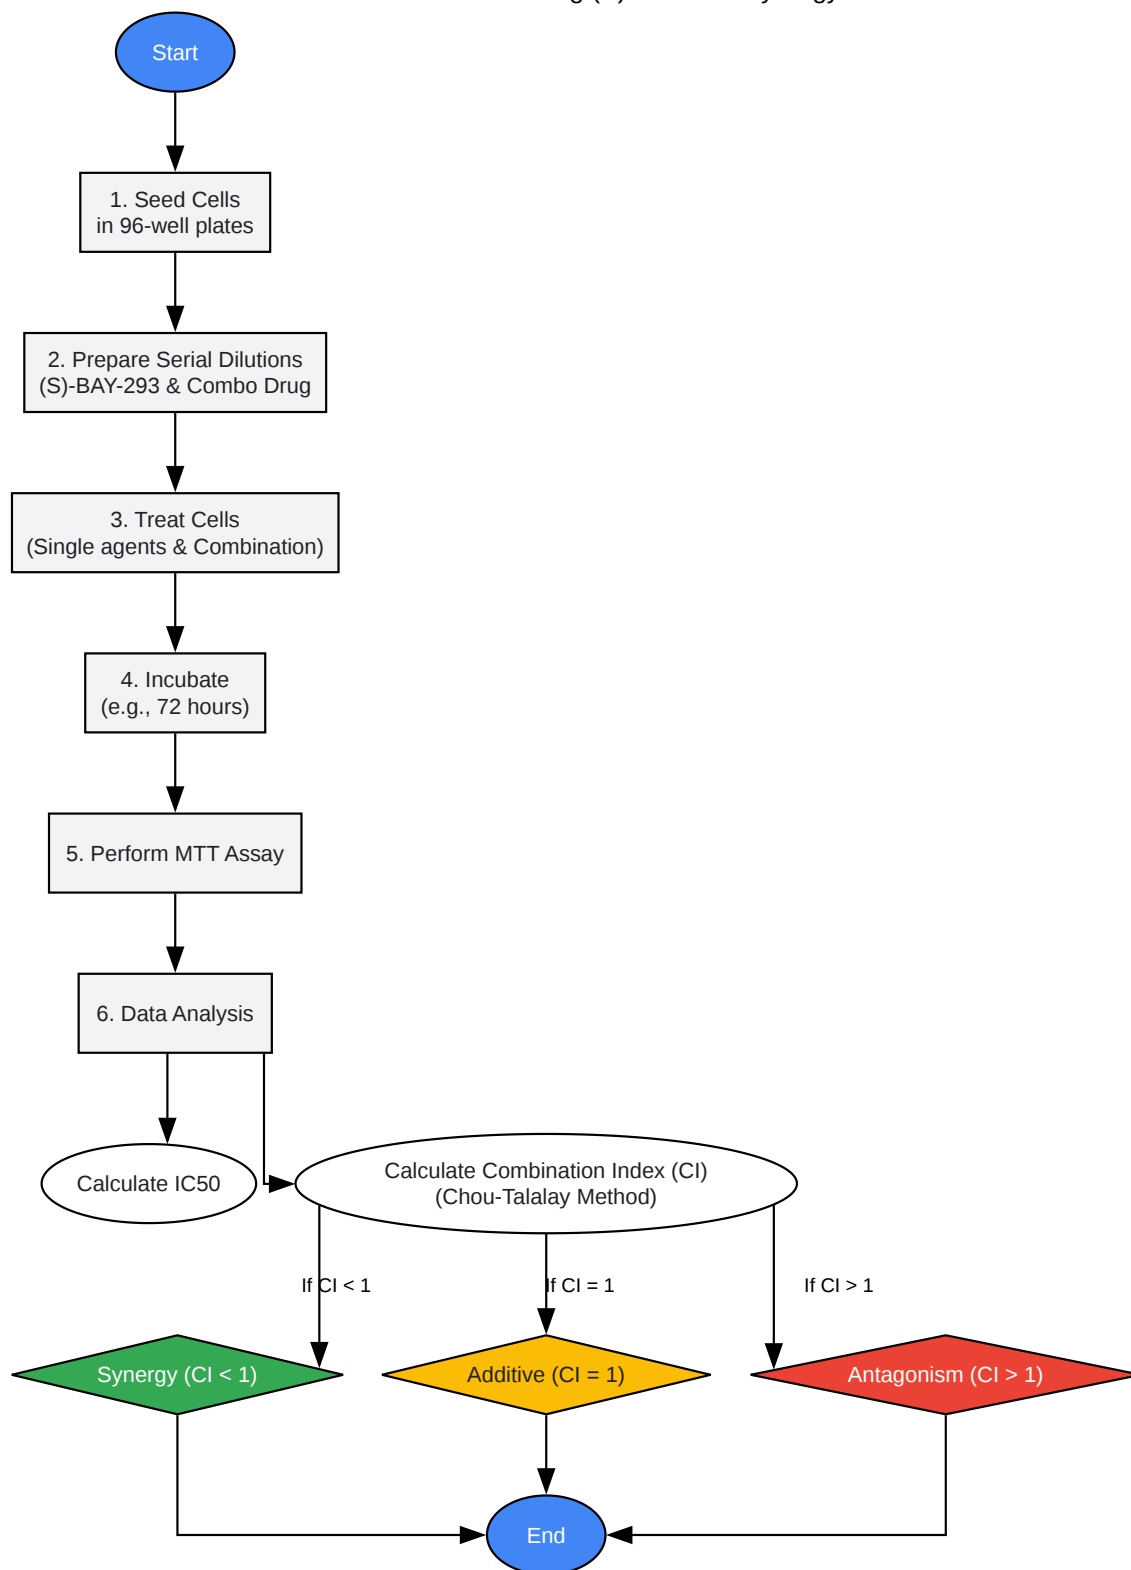 Start
1. Seed Cells
in 96-well plates
2. Prepare Serial Dilutions
(S)-BAY-293 & Combo Drug
3. Treat Cells
(Single agents & Combination)
4. Incubate
(e.g., 72 hours)
5. Perform MTT Assay
6. Data Analysis
Calculate IC50
Calculate Combination Index (CI)
(Chou-Talalay Method)
If CI < 1
If CI = 1
If CI > 1
Synergy (CI < 1)
Additive (CI = 1)
Antagonism (CI > 1)
End